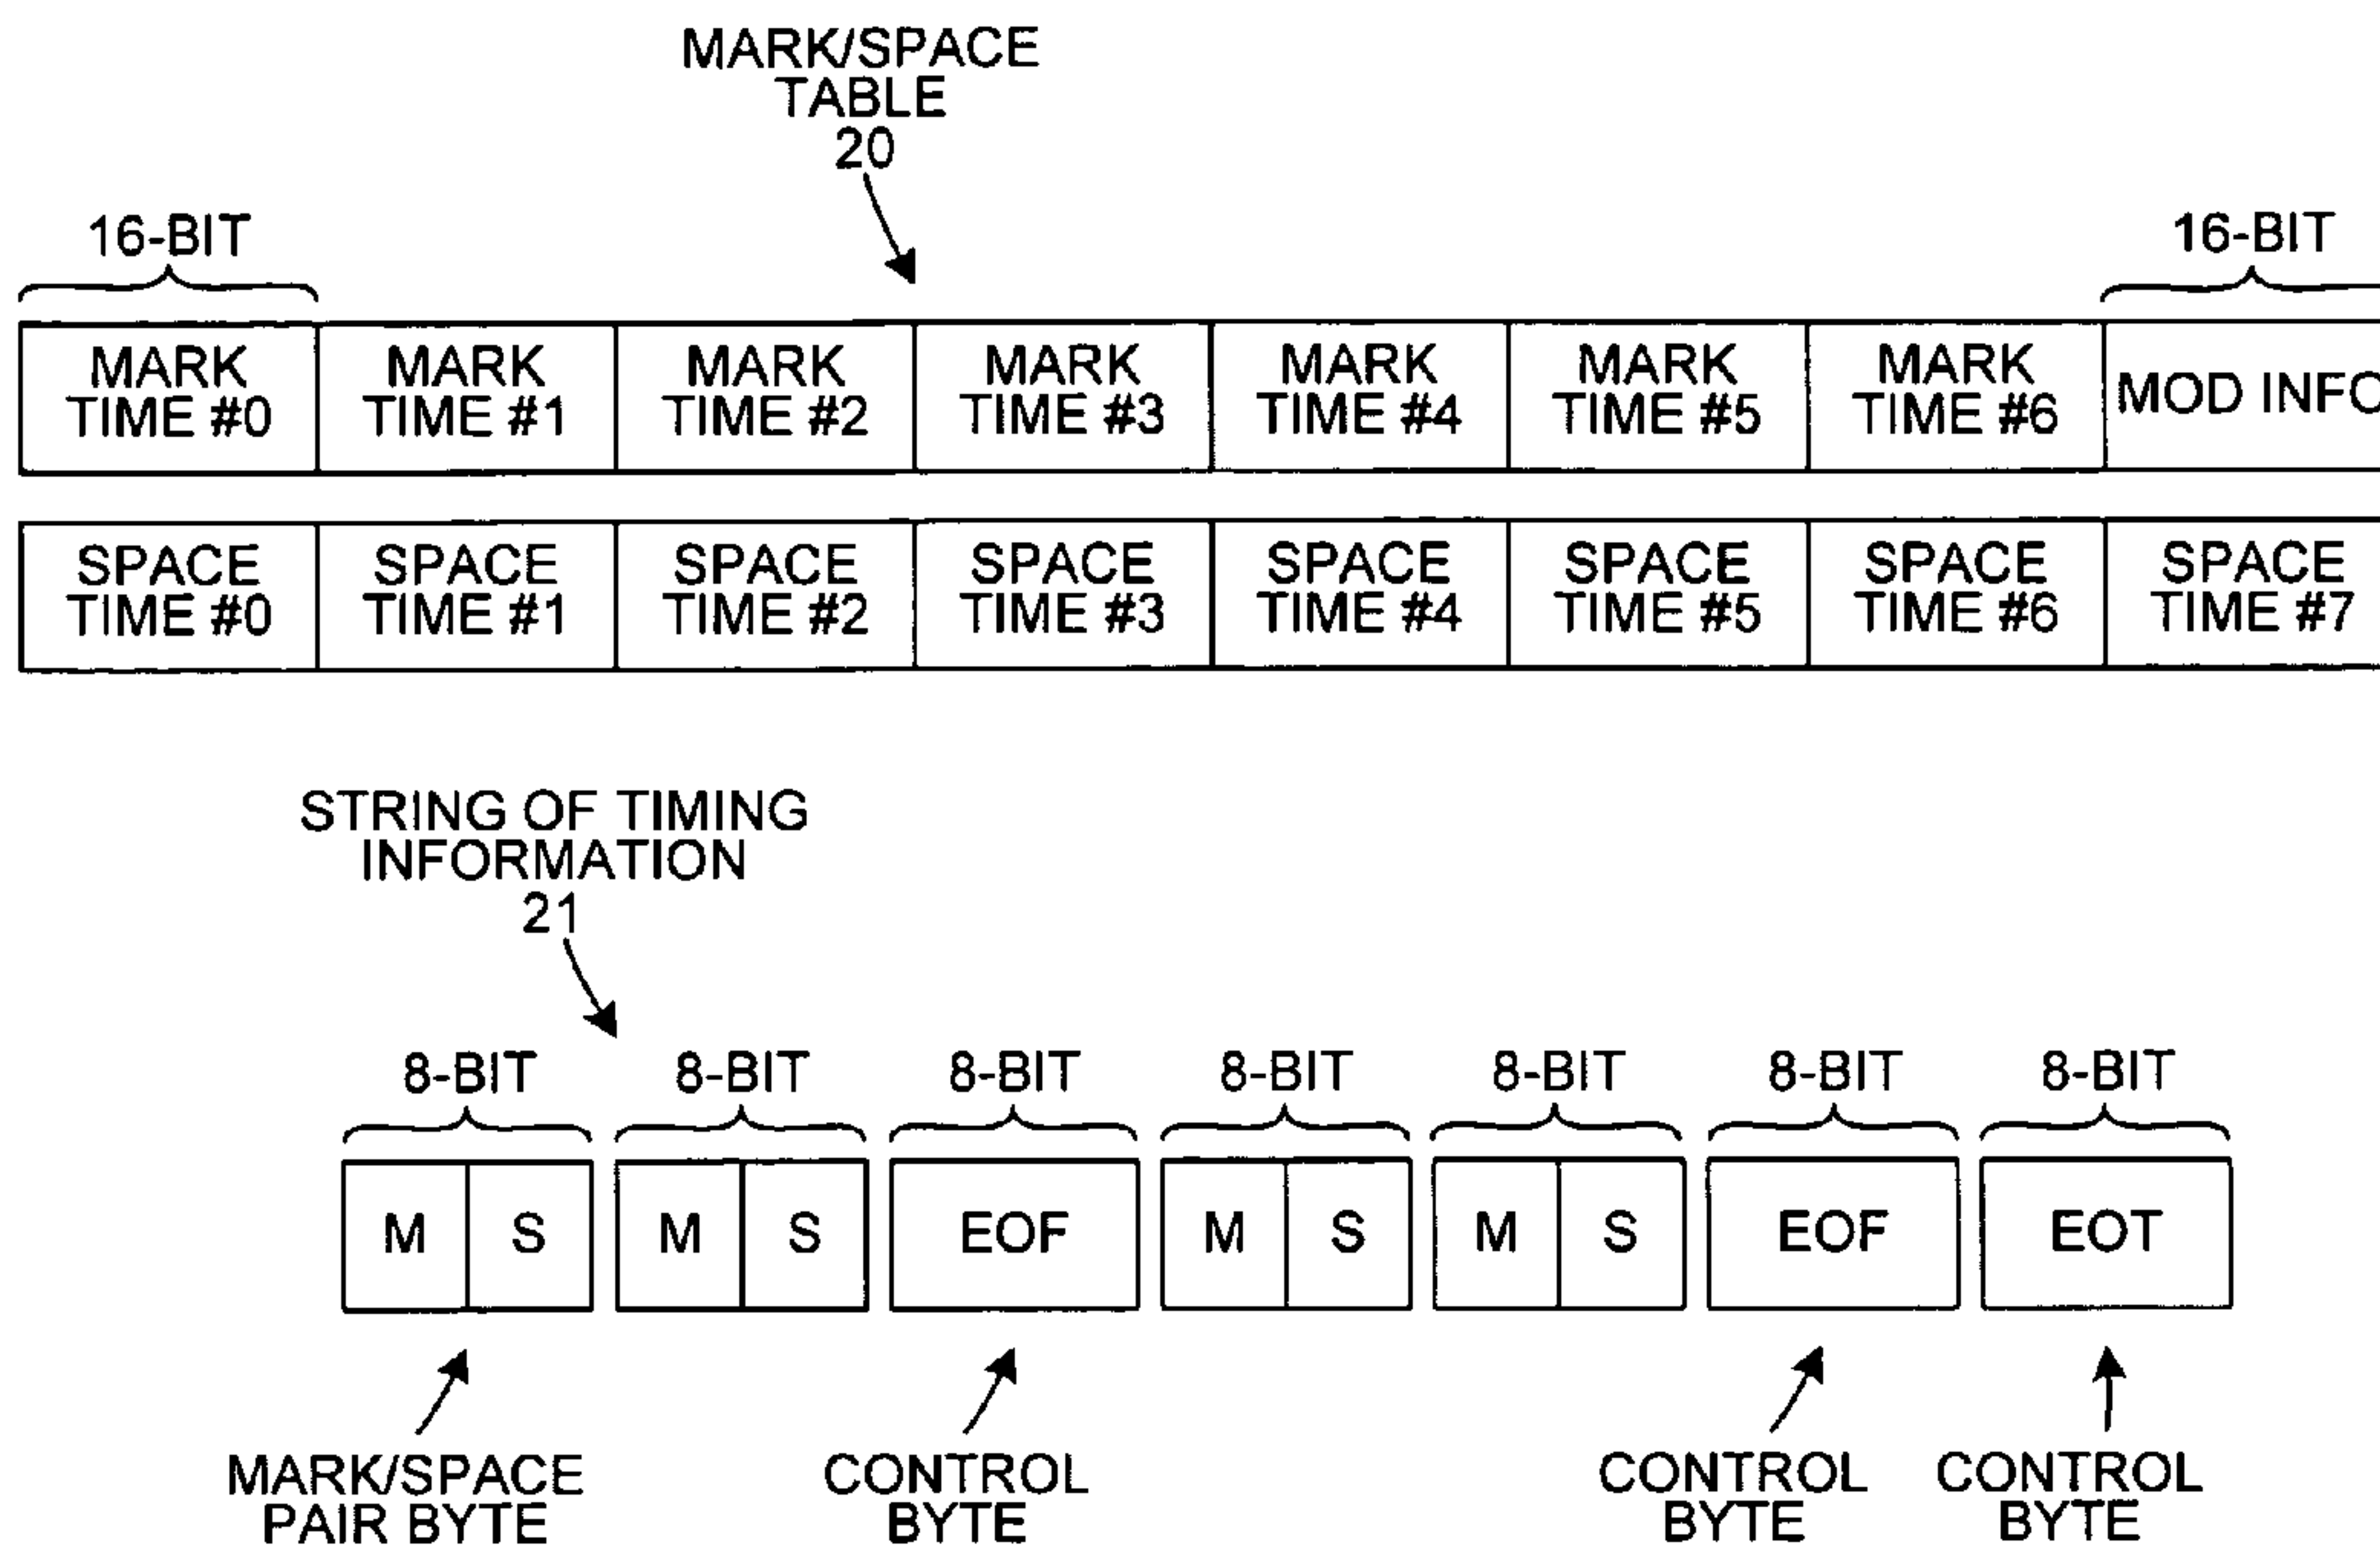 MARK/SPACE
TABLE
20
16-BIT
16-BIT
MARK TIME #0
MARK TIME #1
MARK TIME #2
MARK TIME #3
MARK TIME #4
MARK TIME #5
MARK TIME #6
MOD INFO
SPACE TIME #0
SPACE TIME #1
SPACE TIME #2
SPACE TIME #3
SPACE TIME #4
SPACE TIME #5
SPACE TIME #6
SPACE TIME #7
STRING OF TIMING
INFORMATION
21
8-BIT 8-BIT 8-BIT 8-BIT 8-BIT 8-BIT 8-BIT
M S M S EOF M S M S EOF EOT
MARK/SPACE
PAIR BYTE
CONTROL
BYTE
CONTROL
BYTE
CONTROL
BYTE